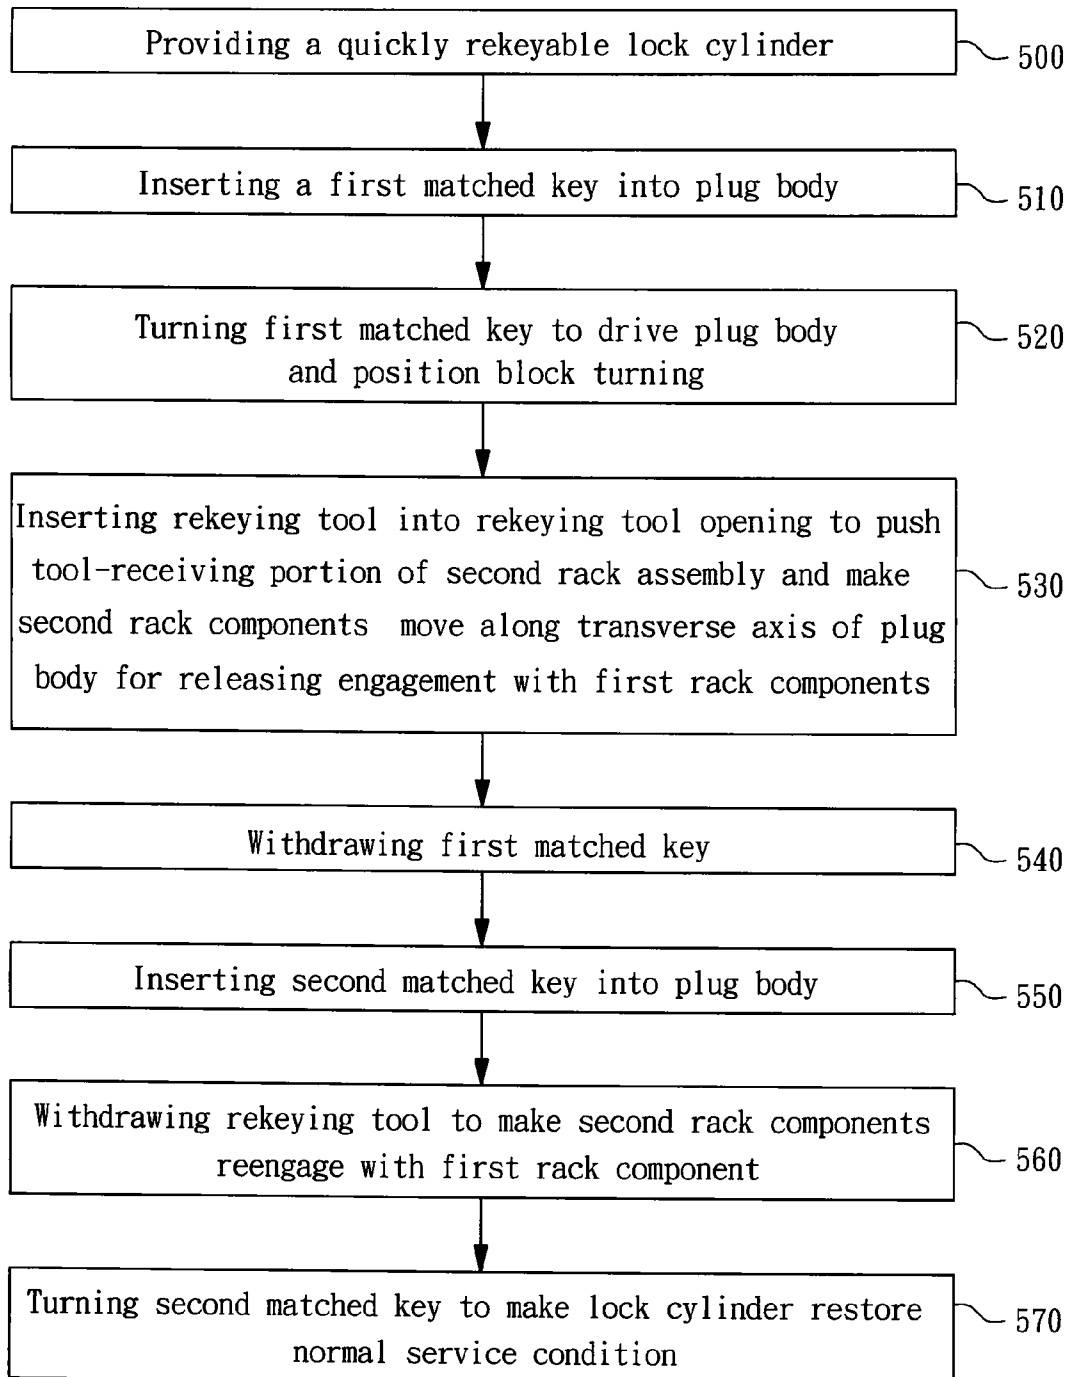 Providing a quickly rekeyable lock cylinder
500
Inserting a first matched key into plug body
510
Turning first matched key to drive plug body
and position block turning
520
Inserting rekeying tool into rekeying tool opening to push
tool-receiving portion of second rack assembly and make
second rack components move along transverse axis of plug
body for releasing engagement with first rack components
530
Withdrawing first matched key
540
Inserting second matched key into plug body
550
Withdrawing rekeying tool to make second rack components
reengage with first rack component
560
Turning second matched key to make lock cylinder restore
normal service condition
570